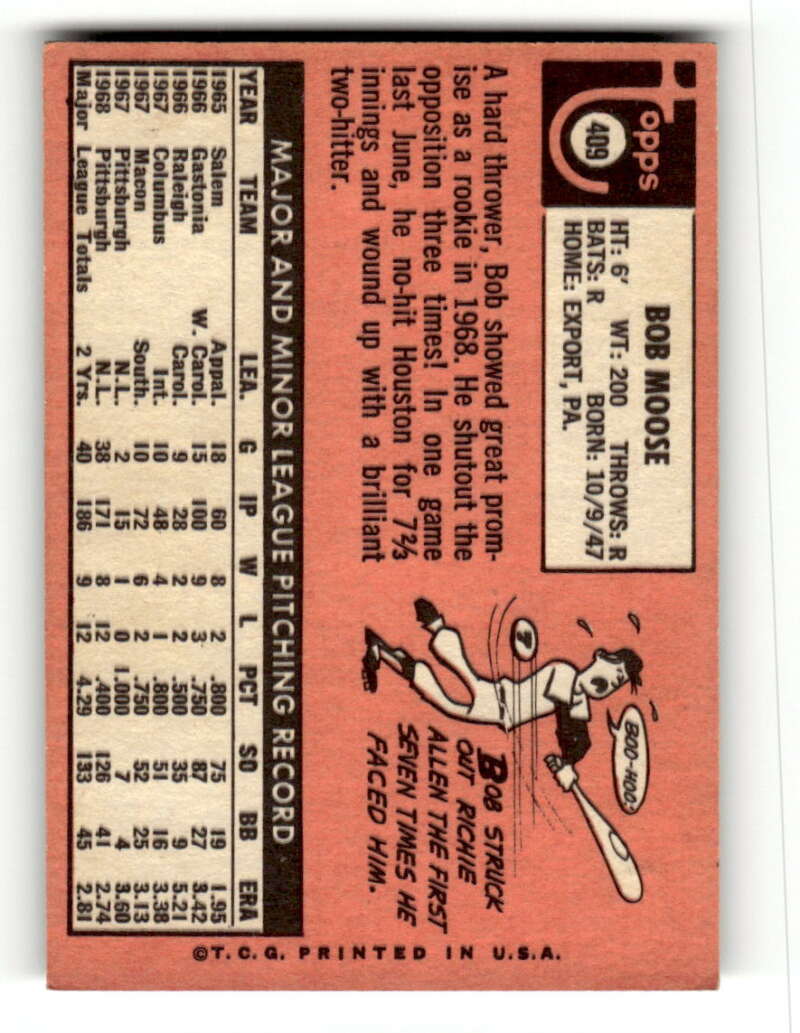 topps
409
BOB MOOSE
HT: 6' WT: 200 THROWS: R
BATS: R BORN: 10/9/47
HOME: EXPORT, PA.
A hard thrower, Bob showed great prom-
ise as a rookie in 1968. He shutout the
opposition three times! In one game
last June, he no-hit Houston for 7⅔
innings and wound up with a brilliant
two-hitter.
BOO-HOO.
7
BOB STRUCK
OUT RICHIE
ALLEN THE FIRST
SEVEN TIMES HE
FACED HIM.
MAJOR AND MINOR LEAGUE PITCHING RECORD
YEAR TEAM LEA. G IP W L PCT SO BB ERA
1965 Salem Appal. 18 60 8 2 .800 75 19 1.95
1966 Gastonia W. Carol. 15 100 9 3 .750 87 27 3.42
1966 Raleigh Carol. 9 28 2 2 .500 35 9 5.21
1967 Columbus Int. 10 48 4 1 .800 51 16 3.38
1967 Macon South. 10 72 6 2 .750 52 25 3.13
1967 Pittsburgh N.L. 2 15 1 0 1.000 7 4 3.60
1968 Pittsburgh N.L. 38 171 8 12 .400 126 41 2.74
Major League Totals 2 Yrs. 40 186 9 12 4.29 133 45 2.81
©T.C.G. PRINTED IN U.S.A.